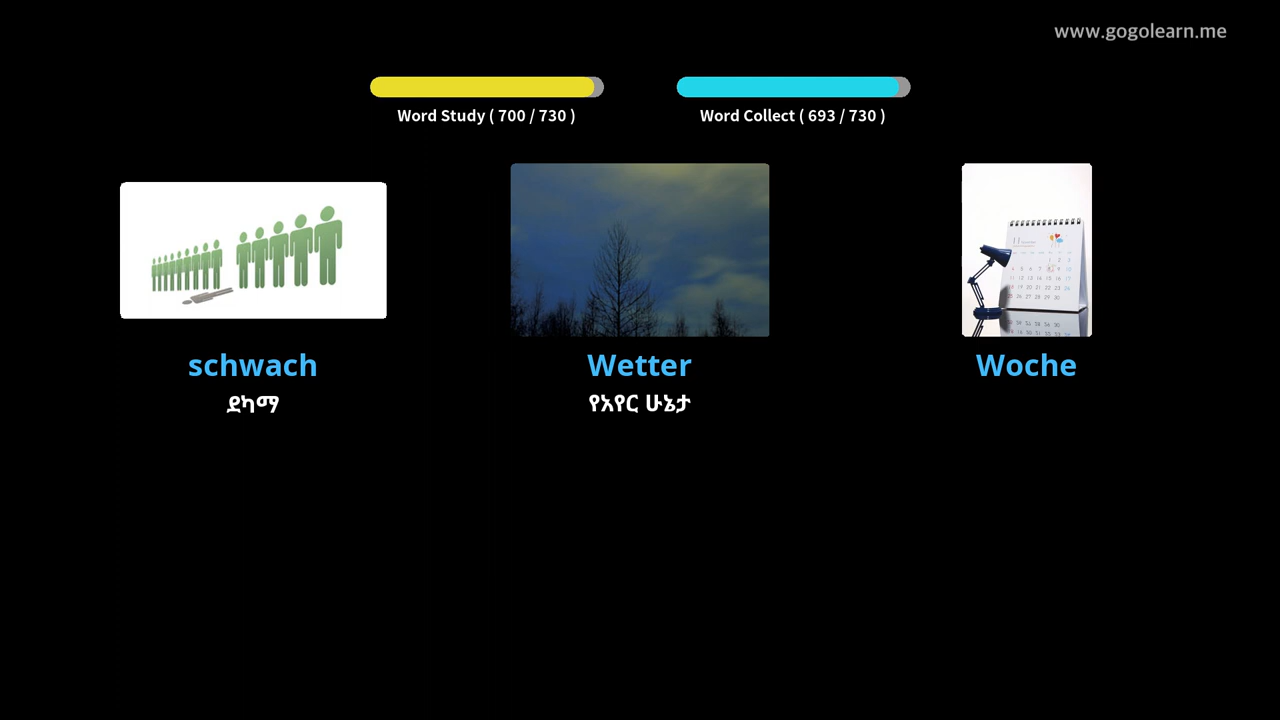 www.gogolearn.me
Word Study ( 700 / 730 )
Word Collect ( 693 / 730 )
schwach
Wetter
Woche
ደካማ
የአየር ሁኔታ